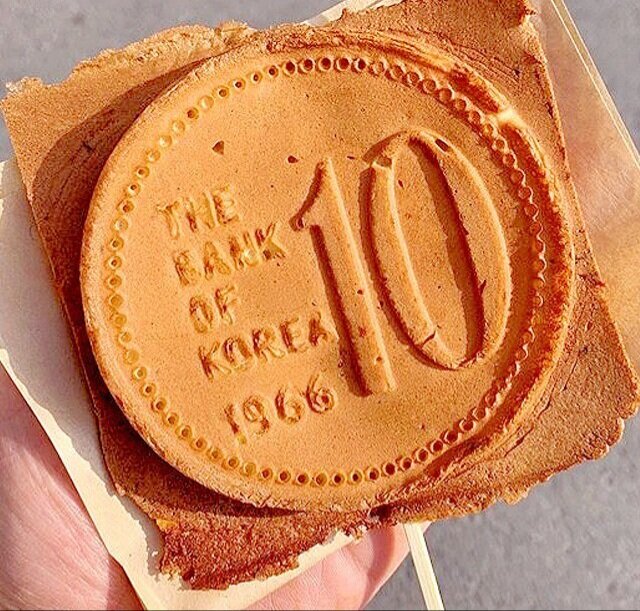 THE
BANK
OF
KOREA
1966
10